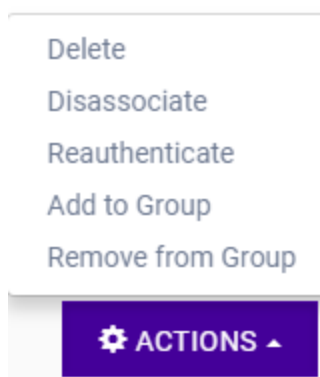 Delete
Disassociate
Reauthenticate
Add to Group
Remove from Group
ACTIONS